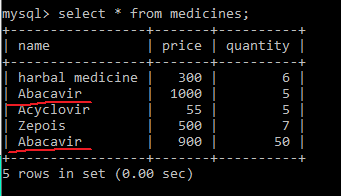 mysql> select * from medicines;
+-----------------+-------+----------+
| name            | price | quantity |
+-----------------+-------+----------+
| harbal medicine |   300 |        6 |
| Abacavir        |  1000 |        5 |
| Acyclovir       |    55 |        5 |
| Zepois          |   500 |        7 |
| Abacavir        |   900 |       50 |
+-----------------+-------+----------+
5 rows in set (0.00 sec)